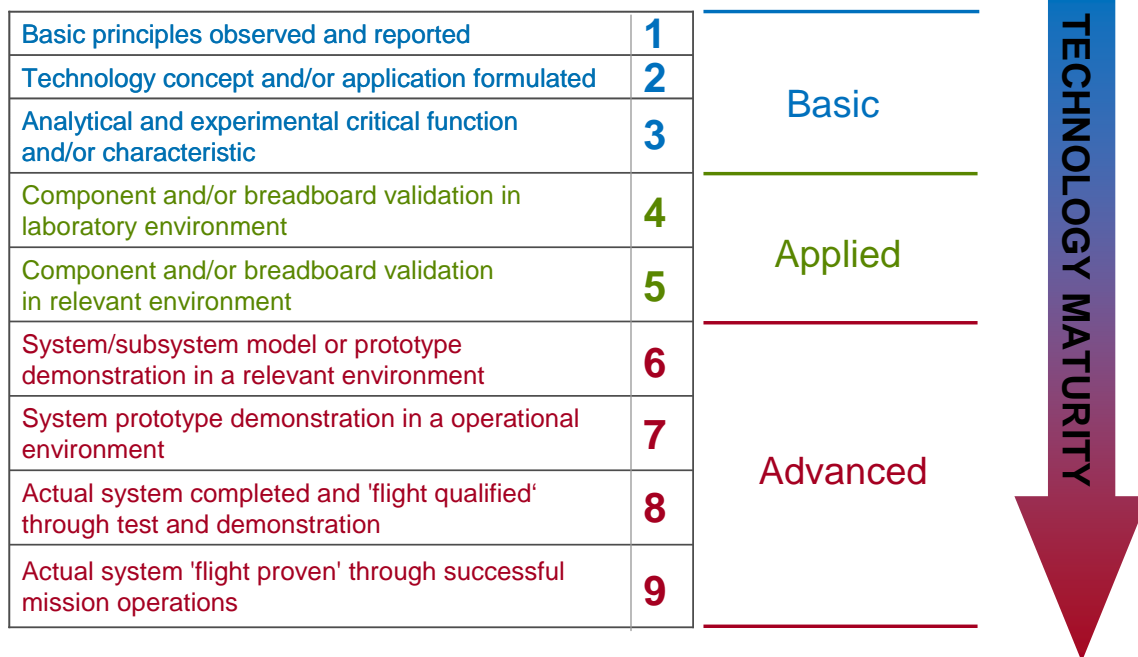 Basic principles observed and reported 1
Technology concept and/or application formulated 2
Analytical and experimental critical function
and/or characteristic 3
Component and/or breadboard validation in
laboratory environment 4
Component and/or breadboard validation
in relevant environment 5
System/subsystem model or prototype
demonstration in a relevant environment 6
System prototype demonstration in a operational
environment 7
Actual system completed and 'flight qualified‘
through test and demonstration 8
Actual system 'flight proven' through successful
mission operations 9
Basic
Applied
Advanced
TECHNOLOGY MATURITY